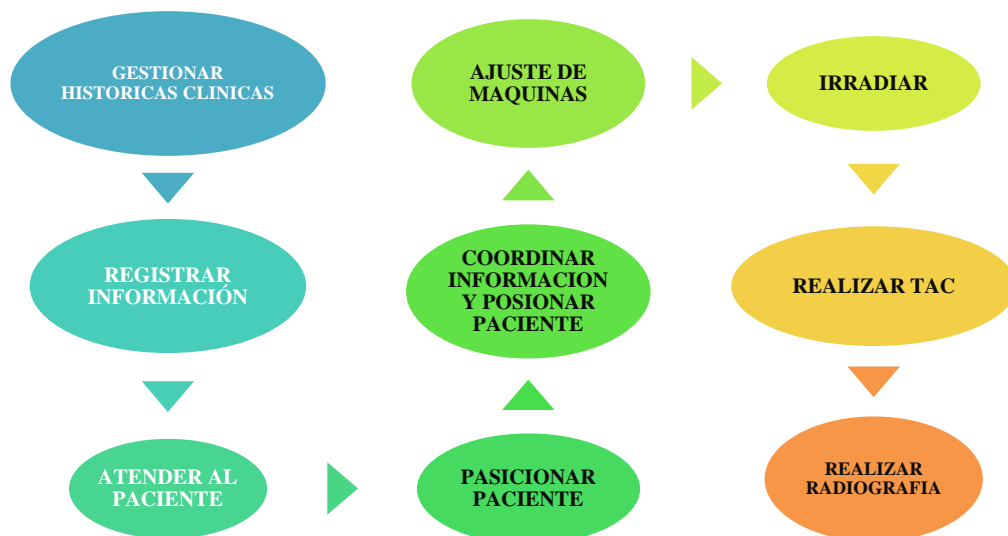 GESTIONAR
HISTORICAS CLINICAS
REGISTRAR
INFORMACIÓN
ATENDER AL
PACIENTE
PASICIONAR
PACIENTE
COORDINAR
INFORMACION
Y POSIONAR
PACIENTE
AJUSTE DE
MAQUINAS
IRRADIAR
REALIZAR TAC
REALIZAR
RADIOGRAFIA